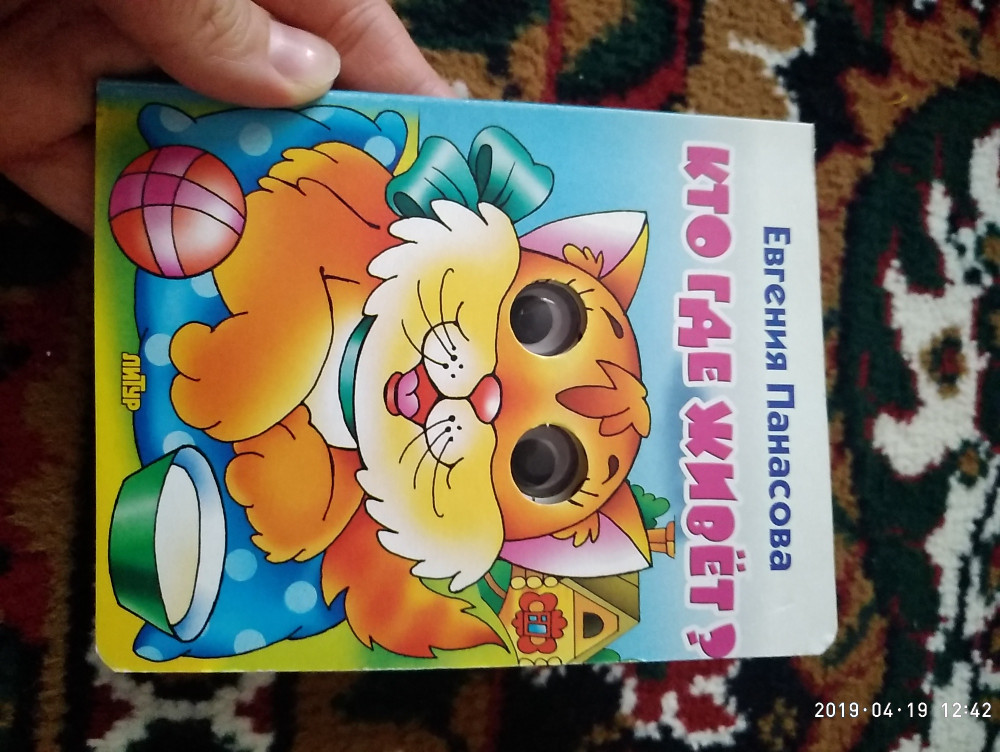 Евгения Панасова
КТО ГДЕ ЖИВЁТ?
ЛИТУР
2019·04·19 12:42